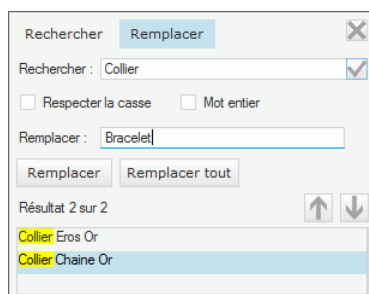 Rechercher Remplacer
Rechercher : Collier
Respecter la casse Mot entier
Remplacer : Bracelet
Remplacer Remplacer tout
Résultat 2 sur 2
Collier Eros Or
Collier Chaine Or